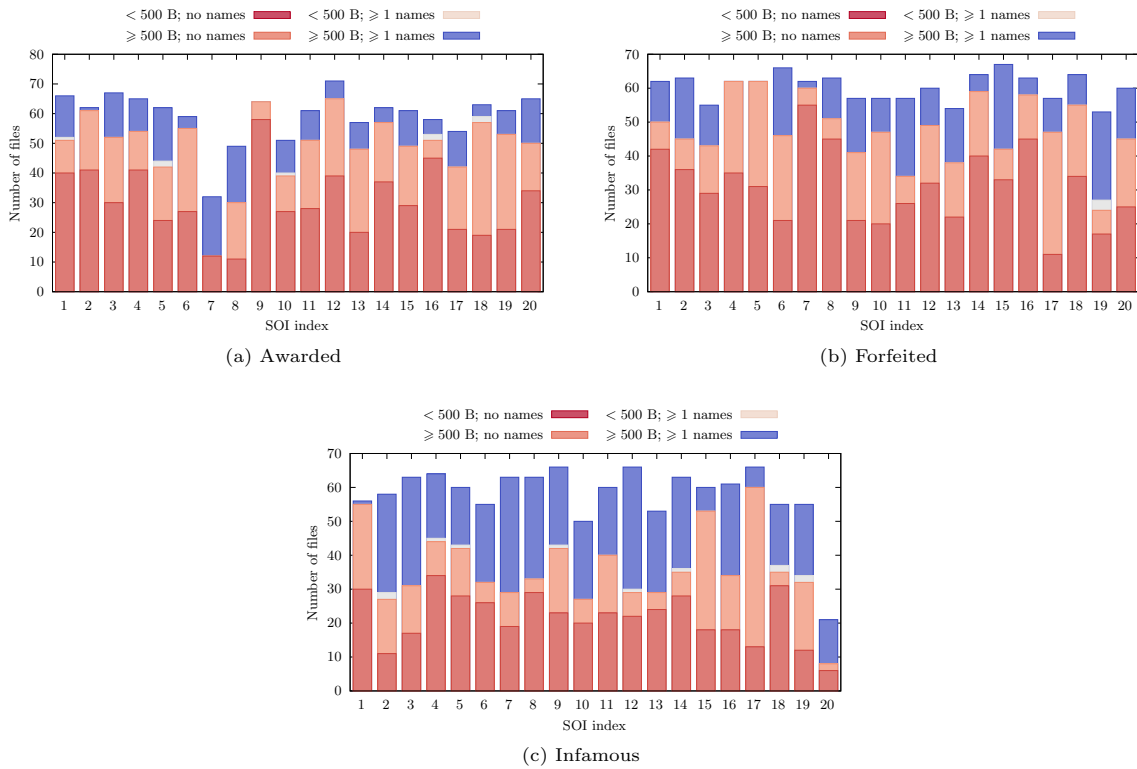 < 500 B; no names
< 500 B; ⩾ 1 names
⩾ 500 B; no names
⩾ 500 B; ⩾ 1 names
80
70
60
50
40
30
20
10
0
Number of files
1 2 3 4 5 6 7 8 9 10 11 12 13 14 15 16 17 18 19 20
SOI index
(a) Awarded
< 500 B; no names
< 500 B; ⩾ 1 names
⩾ 500 B; no names
⩾ 500 B; ⩾ 1 names
70
60
50
40
30
20
10
0
Number of files
1 2 3 4 5 6 7 8 9 10 11 12 13 14 15 16 17 18 19 20
SOI index
(b) Forfeited
< 500 B; no names
< 500 B; ⩾ 1 names
⩾ 500 B; no names
⩾ 500 B; ⩾ 1 names
70
60
50
40
30
20
10
0
Number of files
1 2 3 4 5 6 7 8 9 10 11 12 13 14 15 16 17 18 19 20
SOI index
(c) Infamous